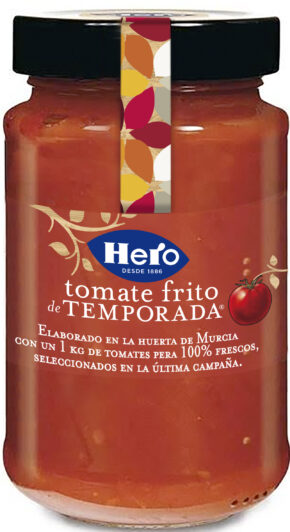 Hero
DESDE 1886
tomate frito
de TEMPORADA®
ELABORADO EN LA HUERTA DE MURCIA
CON UN 1 KG DE TOMATES PERA 100% FRESCOS,
SELECCIONADOS EN LA ÚLTIMA CAMPAÑA.